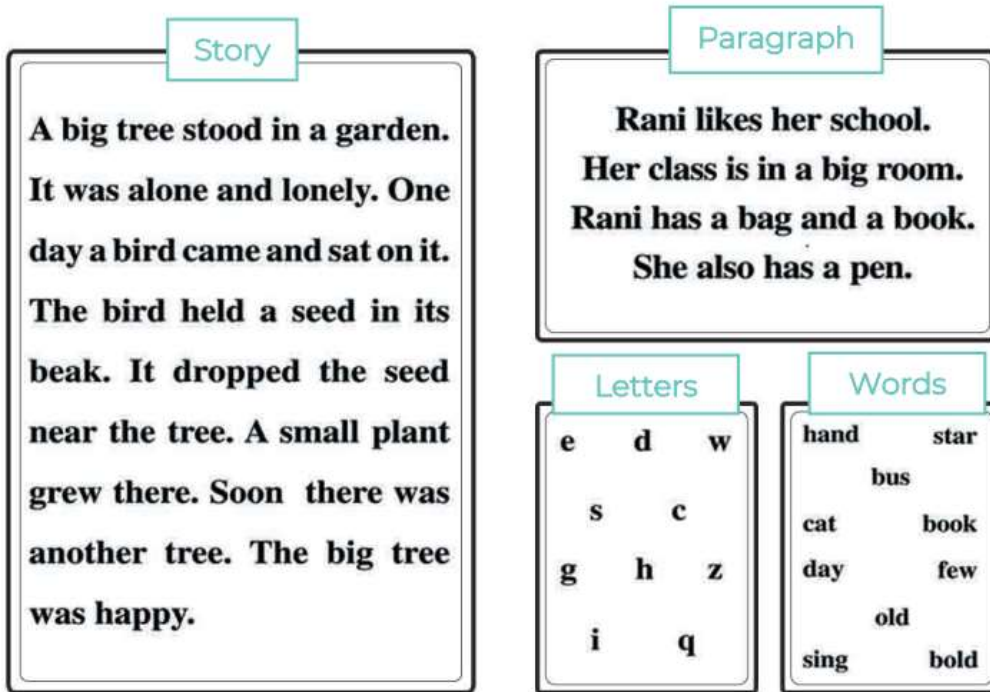 Story
A big tree stood in a garden.
It was alone and lonely. One
day a bird came and sat on it.
The bird held a seed in its
beak. It dropped the seed
near the tree. A small plant
grew there. Soon there was
another tree. The big tree
was happy.
Paragraph
Rani likes her school.
Her class is in a big room.
Rani has a bag and a book.
She also has a pen.
Letters
e d w
s c
g h z
i q
Words
hand star
bus
cat book
day few
old
sing bold